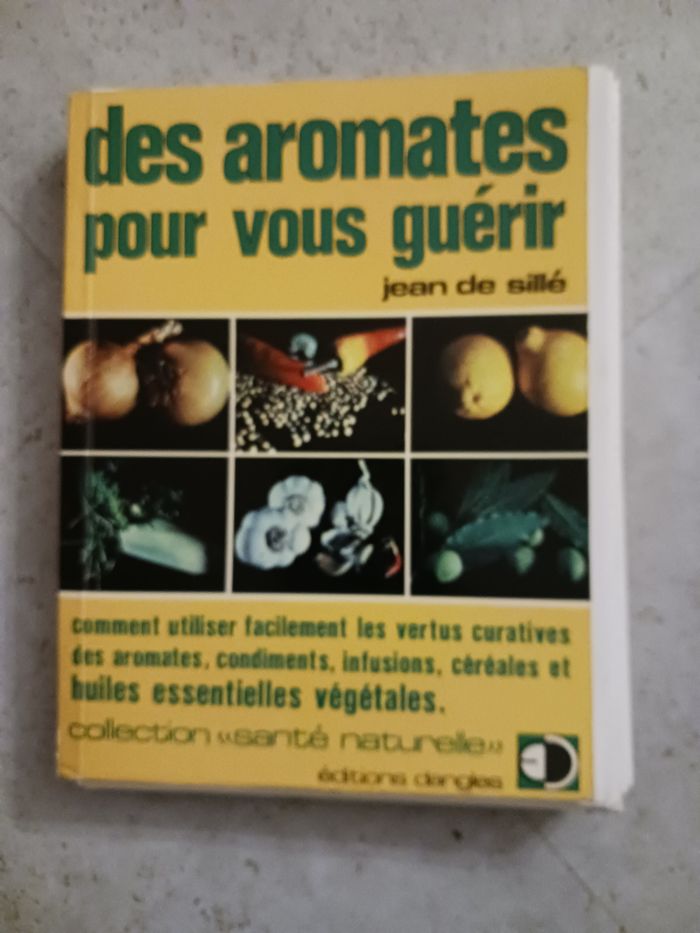 des aromates
pour vous guérir
jean de sillé
comment utiliser facilement les vertus curatives
des aromates, condiments, infusions, céréales et
huiles essentielles végétales.
collection «santé naturelle»
éditions dangles